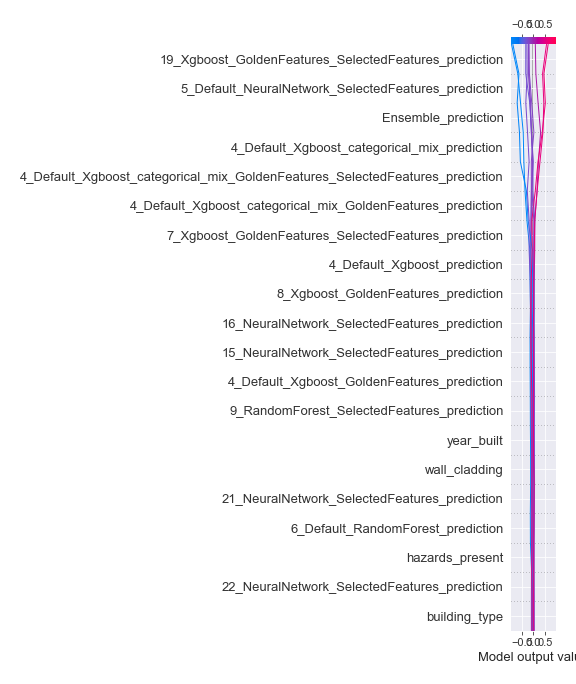 −0.50.00.5
19_Xgboost_GoldenFeatures_SelectedFeatures_prediction
5_Default_NeuralNetwork_SelectedFeatures_prediction
Ensemble_prediction
4_Default_Xgboost_categorical_mix_prediction
4_Default_Xgboost_categorical_mix_GoldenFeatures_SelectedFeatures_prediction
4_Default_Xgboost_categorical_mix_GoldenFeatures_prediction
7_Xgboost_GoldenFeatures_SelectedFeatures_prediction
4_Default_Xgboost_prediction
8_Xgboost_GoldenFeatures_prediction
16_NeuralNetwork_SelectedFeatures_prediction
15_NeuralNetwork_SelectedFeatures_prediction
4_Default_Xgboost_GoldenFeatures_prediction
9_RandomForest_SelectedFeatures_prediction
year_built
wall_cladding
21_NeuralNetwork_SelectedFeatures_prediction
6_Default_RandomForest_prediction
hazards_present
22_NeuralNetwork_SelectedFeatures_prediction
building_type
−0.50.00.5
Model output valu